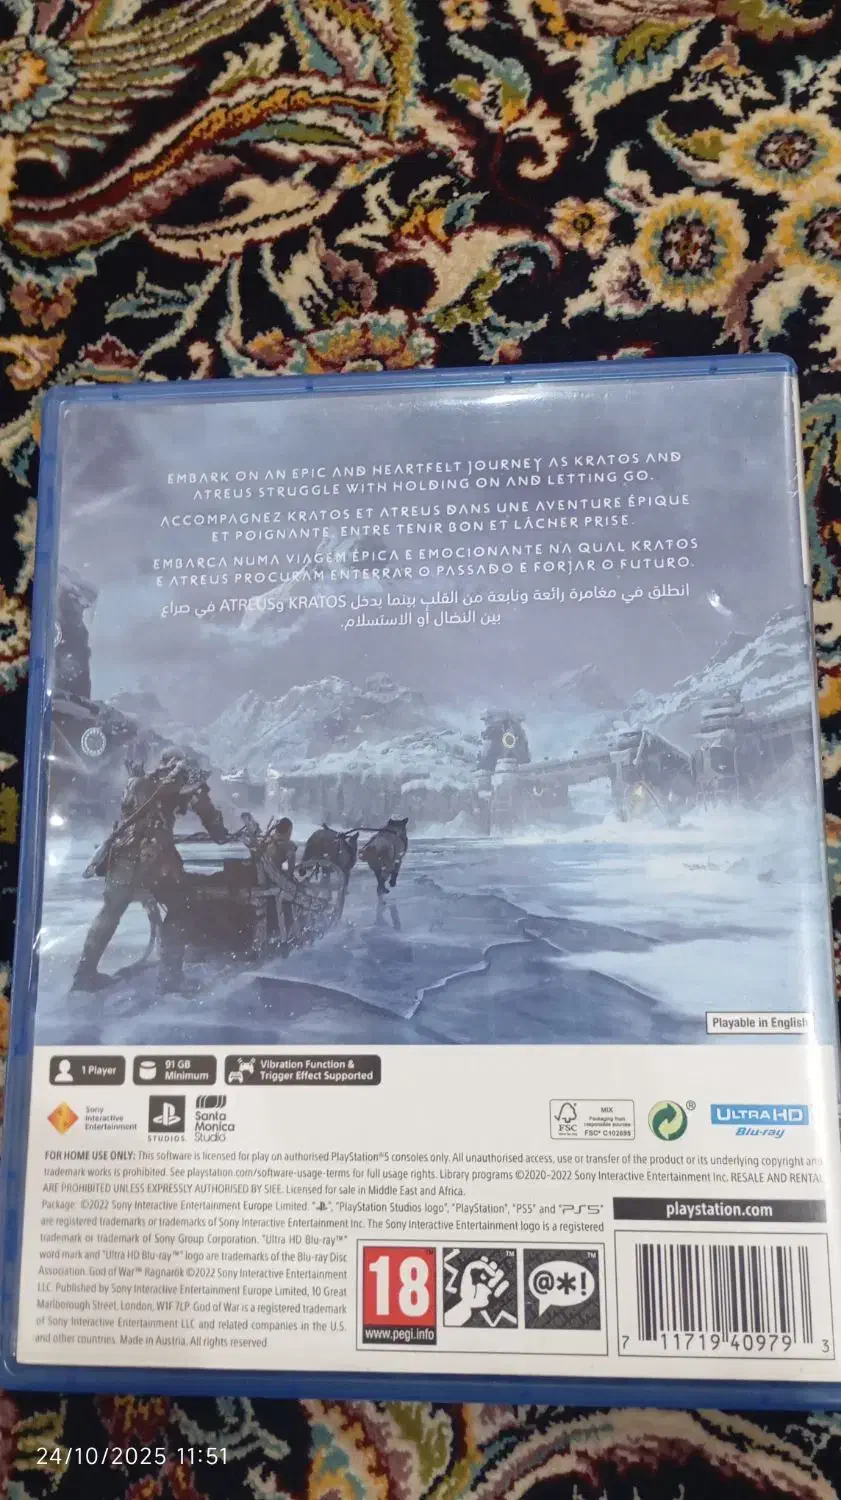 EMBARK ON AN EPIC AND HEARTFELT JOURNEY AS KRATOS AND
ATREUS STRUGGLE WITH HOLDING ON AND LETTING GO.
ACCOMPAGNEZ KRATOS ET ATREUS DANS UNE AVENTURE ÉPIQUE
ET POIGNANTE, ENTRE TENIR BON ET LÂCHER PRISE.
EMBARCA NUMA VIAGEM ÉPICA E EMOCIONANTE NA QUAL KRATOS
E ATREUS PROCURAM ENTERRAR O PASSADO E FORJAR O FUTURO.
انطلق في مغامرة رائعة ونابعة من القلب بينما يدخل KRATOS وATREUS في صراع
بين النضال أو الاستسلام.
Playable in English
1 Player
91 GB
Minimum
Vibration Function &
Trigger Effect Supported
Sony
Interactive
Entertainment
STUDIOS
Santa
Monica
Studio
FSC
MIX
Packaging from
responsible sources
FSC® C102695
®
ULTRA HD
Blu-ray
FOR HOME USE ONLY: This software is licensed for play on authorised PlayStation®5 consoles only. All unauthorised access, use or transfer of the product or its underlying copyright and
trademark works is prohibited. See playstation.com/software-usage-terms for full usage rights. Library programs ©2020-2022 Sony Interactive Entertainment Inc. RESALE AND RENTAL
ARE PROHIBITED UNLESS EXPRESSLY AUTHORISED BY SIEE. Licensed for sale in Middle East and Africa.
Package: ©2022 Sony Interactive Entertainment Europe Limited. "", "PlayStation Studios logo", "PlayStation", "PS5" and "PS5"
are registered trademarks or trademarks of Sony Interactive Entertainment Inc. The Sony Interactive Entertainment logo is a registered
trademark or trademark of Sony Group Corporation. "Ultra HD Blu-ray™"
word mark and "Ultra HD Blu-ray™" logo are trademarks of the Blu-ray Disc
Association. God of War™ Ragnarök ©2022 Sony Interactive Entertainment
LLC. Published by Sony Interactive Entertainment Europe Limited, 10 Great
Marlborough Street, London, W1F 7LP. God of War is a registered trademark
of Sony Interactive Entertainment LLC and related companies in the U.S.
and other countries. Made in Austria. All rights reserved.
playstation.com
18
www.pegi.info
TM
@*!
TM
7 11719 40979 3
24/10/2025 11:51